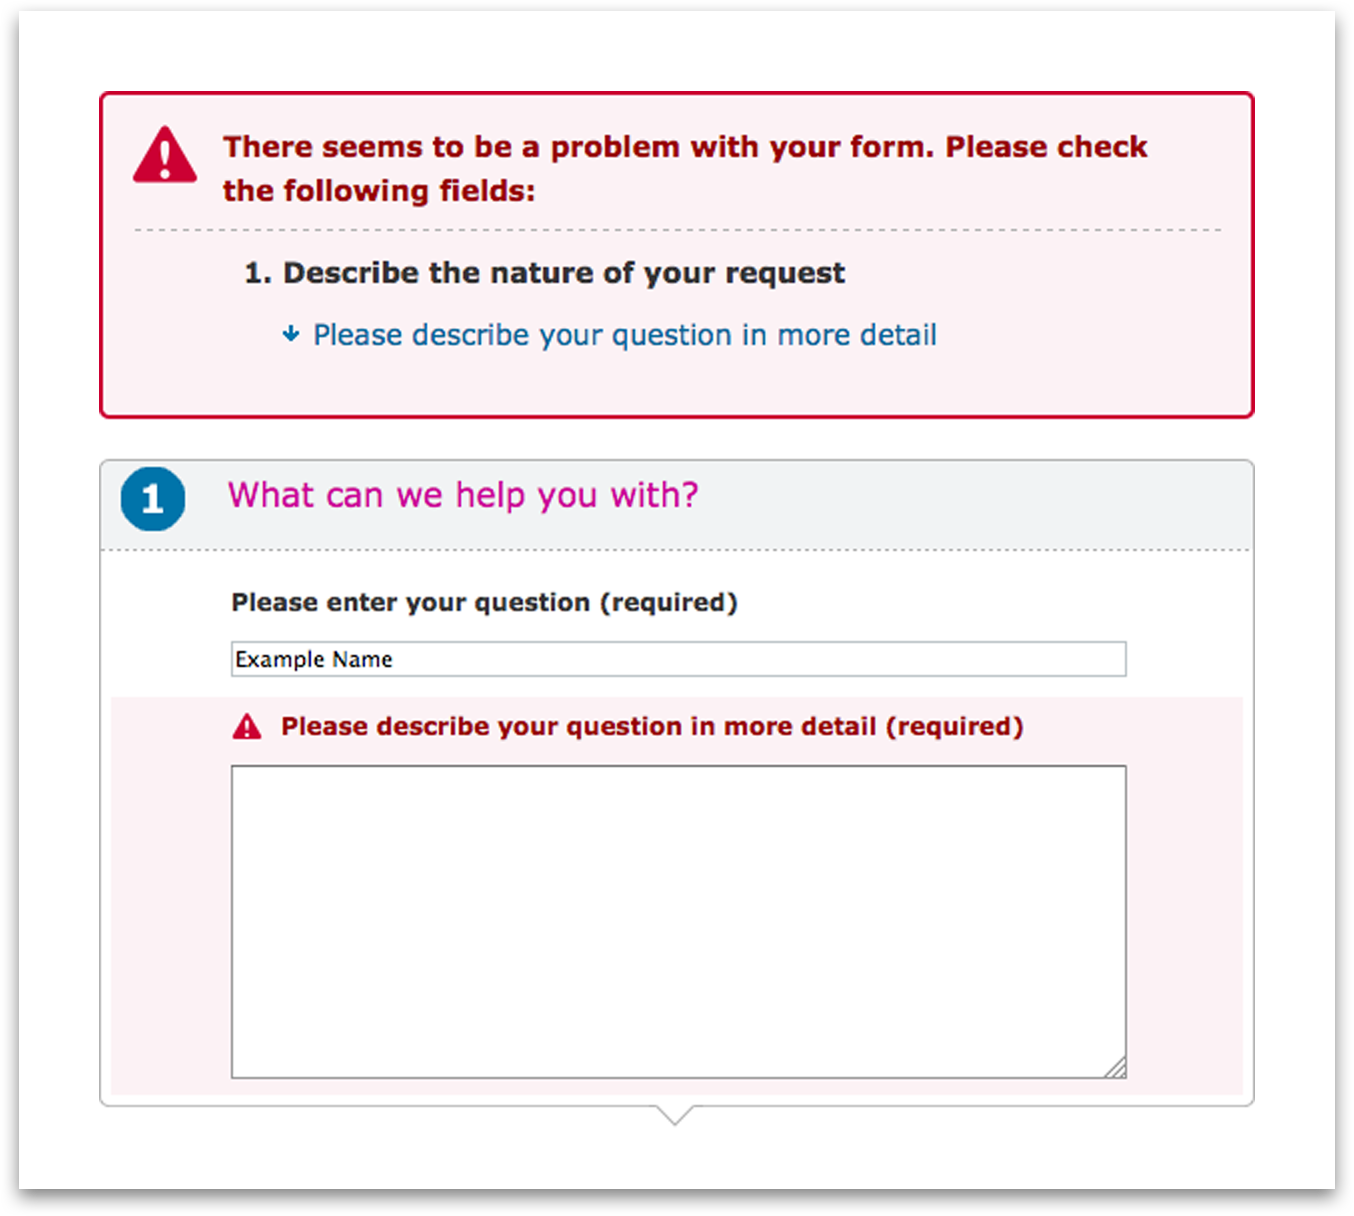 There seems to be a problem with your form. Please check
the following fields:
1. Describe the nature of your request
Please describe your question in more detail
1
What can we help you with?
Please enter your question (required)
Example Name
Please describe your question in more detail (required)